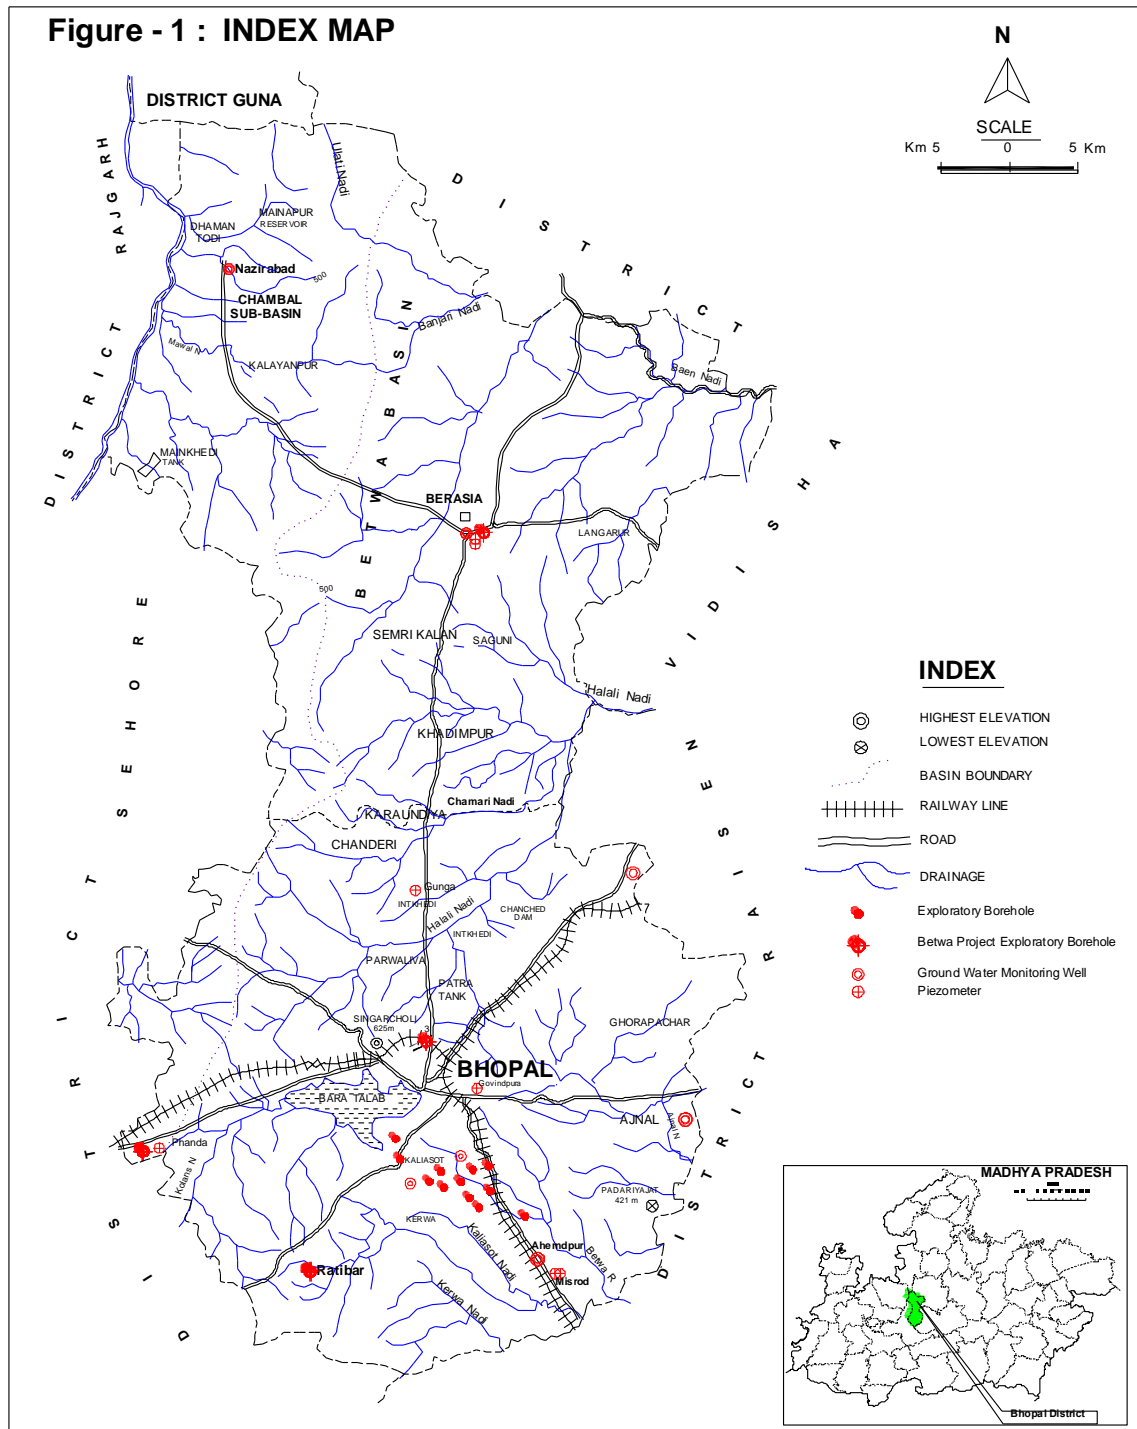 Figure - 1 : INDEX MAP
N
SCALE
Km 5 0 5 Km
DISTRICT GUNA
DISTRICT RAJGARH
DISTRICT VIDISHA
Ulati Nadi
MAINAPUR
RESERVOIR
DHAMAN
TODI
Nazirabad
500
CHAMBAL
SUB-BASIN
Banjari Nadi
Mawal N
KALAYANPUR
Baen Nadi
BETWA BASIN
MAINKHEDI
TANK
BERASIA
LANGARUR
500
DISTRICT SEHORE
SEMRI KALAN
SAGUNI
Halali Nadi
KHADIMPUR
Chamari Nadi
KARAUNDIYA
CHANDERI
DISTRICT RAISEN
Gunga
INTKHEDI
Halali Nadi
CHANCHED
DAM
INTKHEDI
PARWALIVA
PATRA
TANK
SINGARCHOLI
625m
3
GHORAPACHAR
BHOPAL
Govindpura
BARA TALAB
AJNAL
Ajnal N
Phanda
Kolans N
KALIASOT
PADARIYAJAT
421 m
KERWA
Kaliasot Nadi
Ahemdpur
Betwa R
Misrod
Ratibar
Kerwa Nadi
INDEX
HIGHEST ELEVATION
LOWEST ELEVATION
BASIN BOUNDARY
RAILWAY LINE
ROAD
DRAINAGE
Exploratory Borehole
Betwa Project Exploratory Borehole
Ground Water Monitoring Well
Piezometer
MADHYA PRADESH
Bhopal District